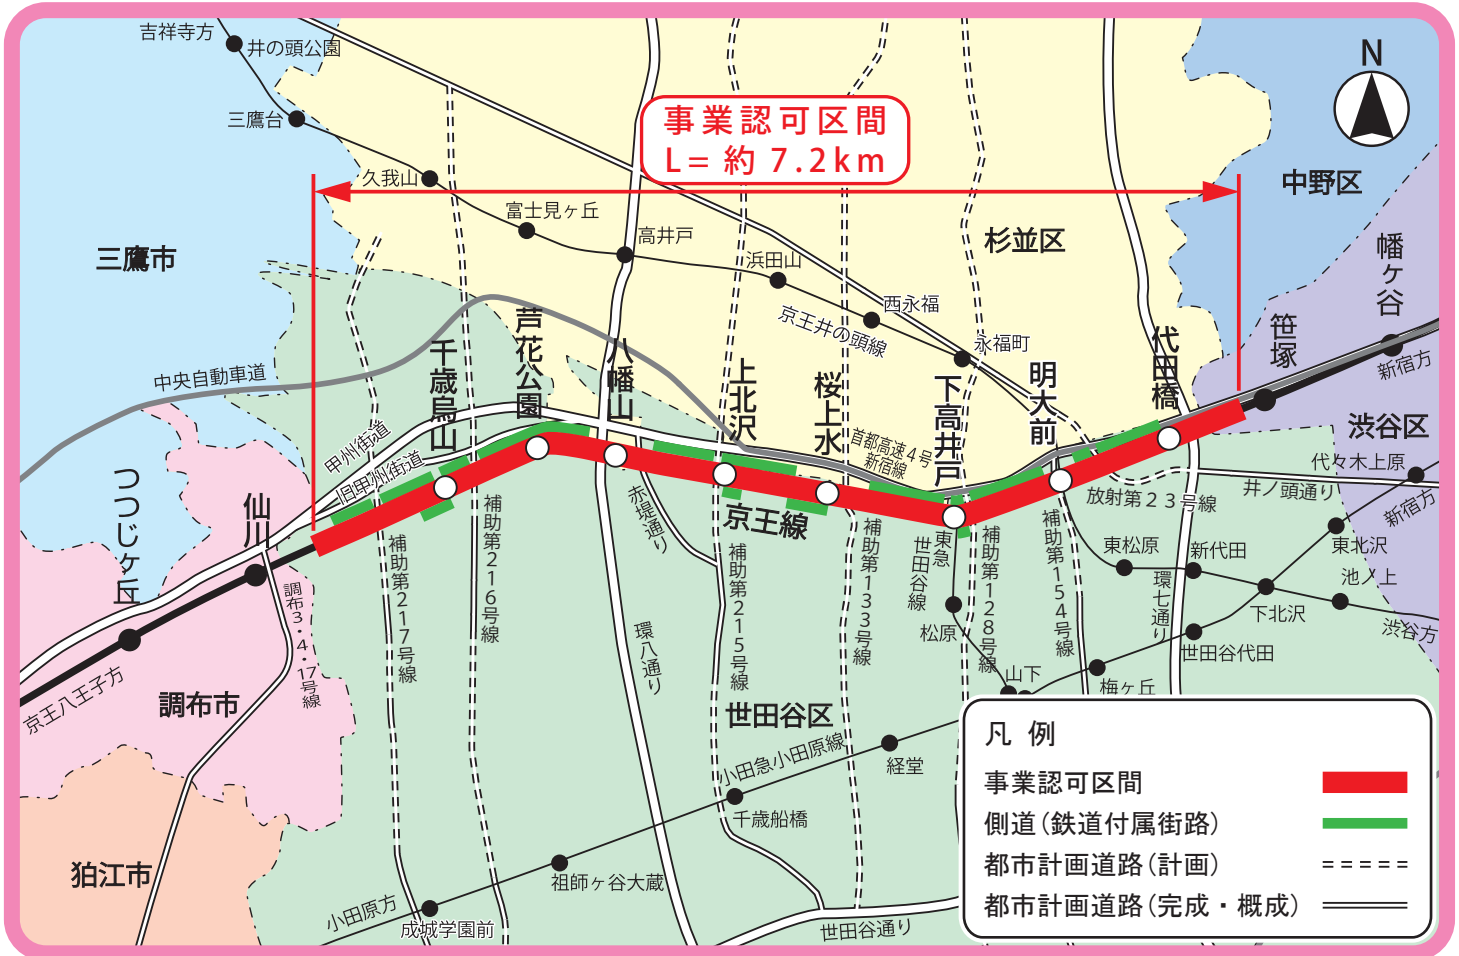 吉祥寺方
井の頭公園
三鷹台
久我山
富士見ヶ丘
高井戸
浜田山
西永福
永福町
京王井の頭線
事業認可区間
L=約 7.2km
N
中野区
杉並区
三鷹市
幡ヶ谷
笹塚
新宿方
渋谷区
代田橋
明大前
下高井戸
桜上水
上北沢
八幡山
芦花公園
千歳烏山
仙川
つつじヶ丘
中央自動車道
甲州街道
旧甲州街道
首都高速4号
新宿線
京王線
赤堤通り
放射第23号線
井ノ頭通り
代々木上原
新宿方
東北沢
池ノ上
下北沢
渋谷方
新代田
東松原
世田谷代田
梅ヶ丘
山下
松原
東急
世田谷線
環七通り
環八通り
補助第217号線
補助第216号線
補助第215号線
補助第133号線
補助第128号線
補助第154号線
調布3・4・17号線
京王八王子方
調布市
狛江市
世田谷区
小田急小田原線
経堂
千歳船橋
祖師ヶ谷大蔵
成城学園前
小田原方
世田谷通り
凡 例
事業認可区間
側道(鉄道付属街路)
都市計画道路(計画)
都市計画道路(完成・概成)